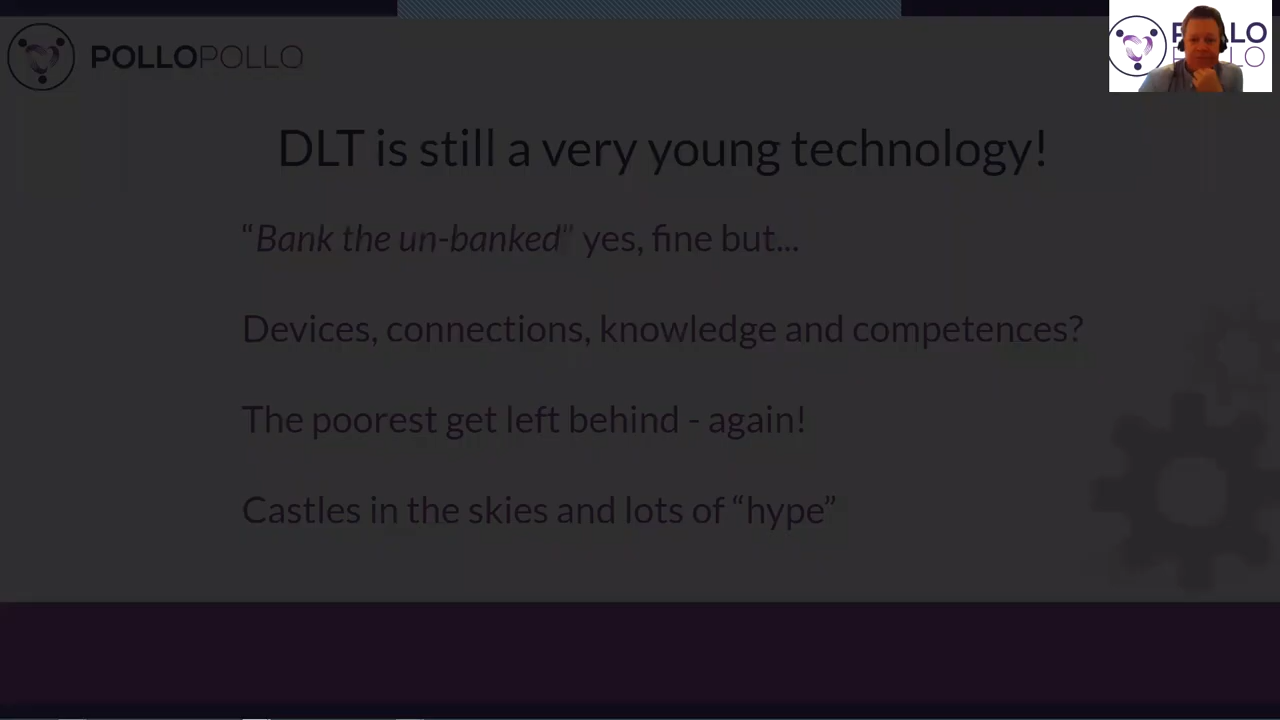 POLLOPOLLO
DLT is still a very young technology!
“Bank the un-banked” yes, fine but...
Devices, connections, knowledge and competences?
The poorest get left behind - again!
Castles in the skies and lots of “hype”